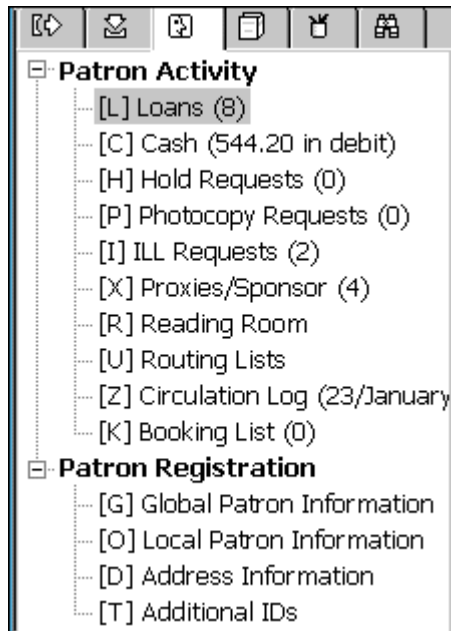 Patron Activity
[L] Loans (8)
[C] Cash (544.20 in debit)
[H] Hold Requests (0)
[P] Photocopy Requests (0)
[I] ILL Requests (2)
[X] Proxies/Sponsor (4)
[R] Reading Room
[U] Routing Lists
[Z] Circulation Log (23/January
[K] Booking List (0)
Patron Registration
[G] Global Patron Information
[O] Local Patron Information
[D] Address Information
[T] Additional IDs